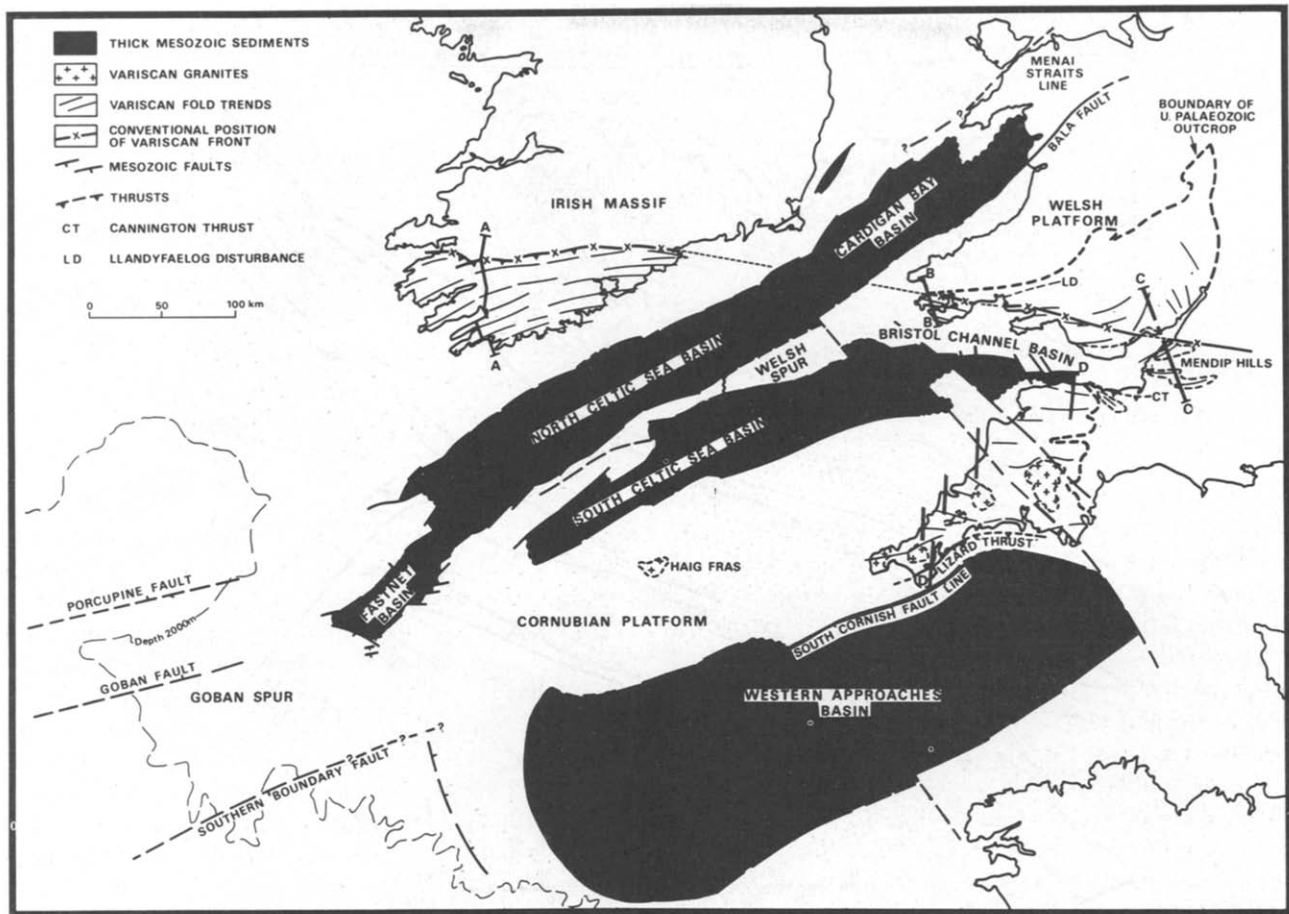 THICK MESOZOIC SEDIMENTS
VARISCAN GRANITES
VARISCAN FOLD TRENDS
CONVENTIONAL POSITION
OF VARISCAN FRONT
MESOZOIC FAULTS
THRUSTS
CT CANNINGTON THRUST
LD LLANDYFAELOG DISTURBANCE
0 50 100 km
MENAI
STRAITS
LINE
BALA FAULT
BOUNDARY OF
U. PALAEOZOIC
OUTCROP
?
IRISH MASSIF
WELSH
PLATFORM
CARDIGAN BAY
BASIN
A
A
B
B
LD
C
C
BRISTOL CHANNEL BASIN
MENDIP HILLS
D
CT
WELSH
SPUR
NORTH CELTIC SEA BASIN
SOUTH CELTIC SEA BASIN
HAIG FRAS
D
LIZARD THRUST
SOUTH CORNISH FAULT LINE
FASTNET
BASIN
PORCUPINE FAULT
Depth 2000m
CORNUBIAN PLATFORM
GOBAN FAULT
GOBAN SPUR
WESTERN APPROACHES
BASIN
SOUTHERN BOUNDARY FAULT
? ? ?